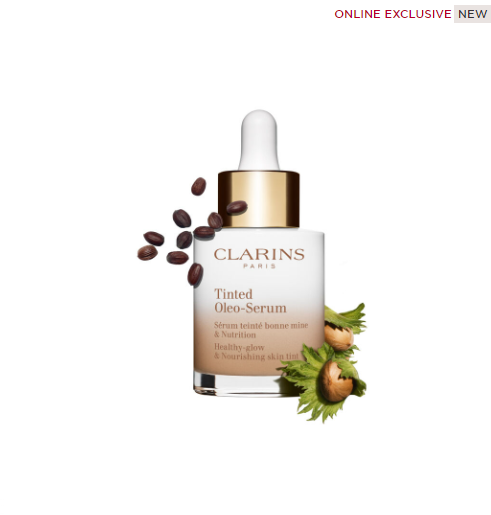 ONLINE EXCLUSIVE NEW
CLARINS
PARIS
Tinted
Oleo-Serum
Sérum teinté bonne mine
& Nutrition
Healthy-glow
& Nourishing skin tint